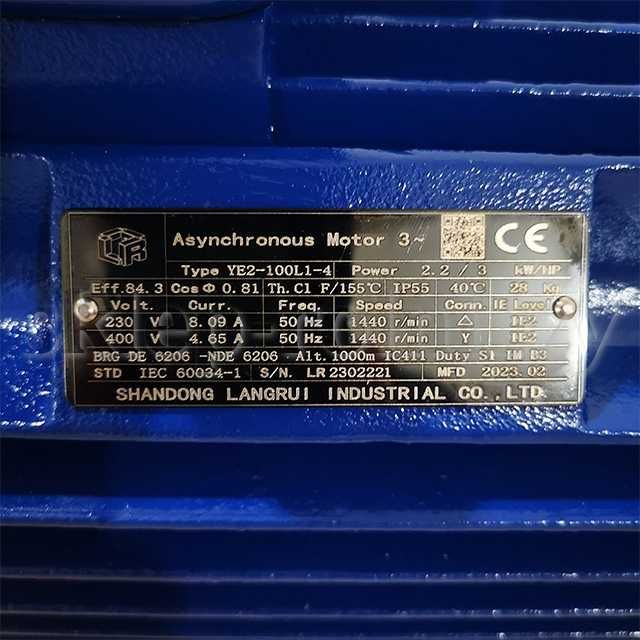 LR
Asynchronous Motor 3~ CE
Type YE2-100L1-4 Power 2.2 / 3 kW/HP
Eff.84.3 Cos Φ 0.81 Th.Cl F/155℃ IP55 40℃ 28 Kg
Volt. Curr. Freq. Speed Conn. IE Level
230 V 8.09 A 50 Hz 1440 r/min △ IE2
400 V 4.65 A 50 Hz 1440 r/min Y IE2
BRG DE 6206 -NDE 6206 Alt.1000m IC411 Duty S1 IM B3
STD IEC 60034-1 S/N. LR2302221 MFD 2023.02
SHANDONG LANGRUI INDUSTRIAL CO.,LTD.